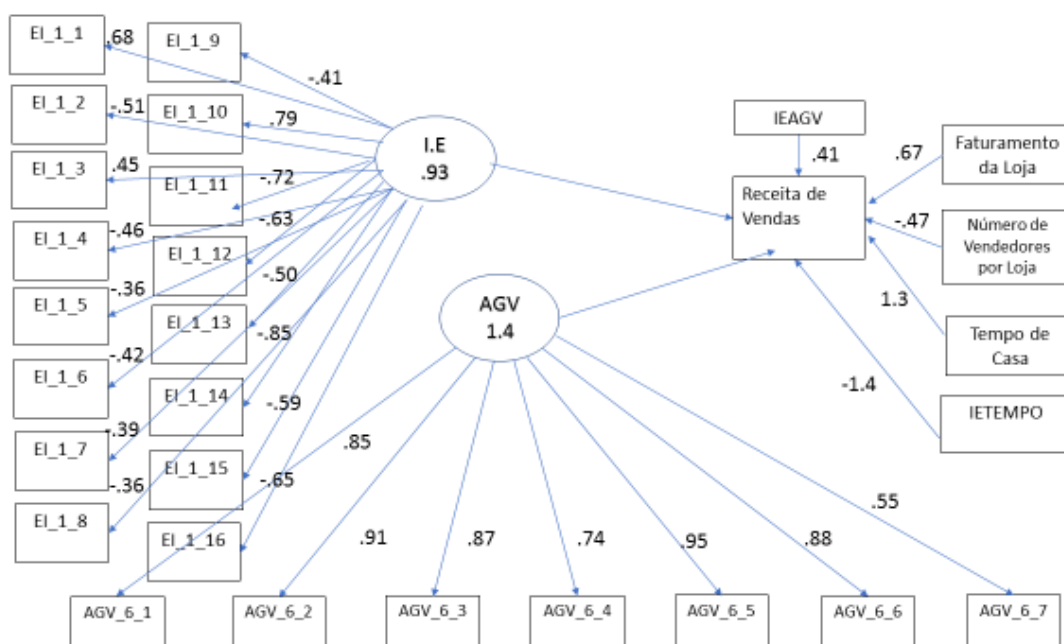 EI_1_1
.68
EI_1_9
-.41
EI_1_2
-.51
EI_1_10
.79
EI_1_3
.45
EI_1_11
-.72
EI_1_4
-.46
-.63
EI_1_12
EI_1_5
-.36
-.50
EI_1_13
-.85
EI_1_6
-.42
EI_1_14
-.59
EI_1_7
-.39
EI_1_15
-.65
EI_1_8
-.36
EI_1_16
I.E
.93
AGV
1.4
IEAGV
.41
Receita de
Vendas
.67
Faturamento
da Loja
-.47
Número de
Vendedores
por Loja
1.3
Tempo de
Casa
-1.4
IETEMPO
.85
.91
.87
.74
.95
.88
.55
AGV_6_1
AGV_6_2
AGV_6_3
AGV_6_4
AGV_6_5
AGV_6_6
AGV_6_7